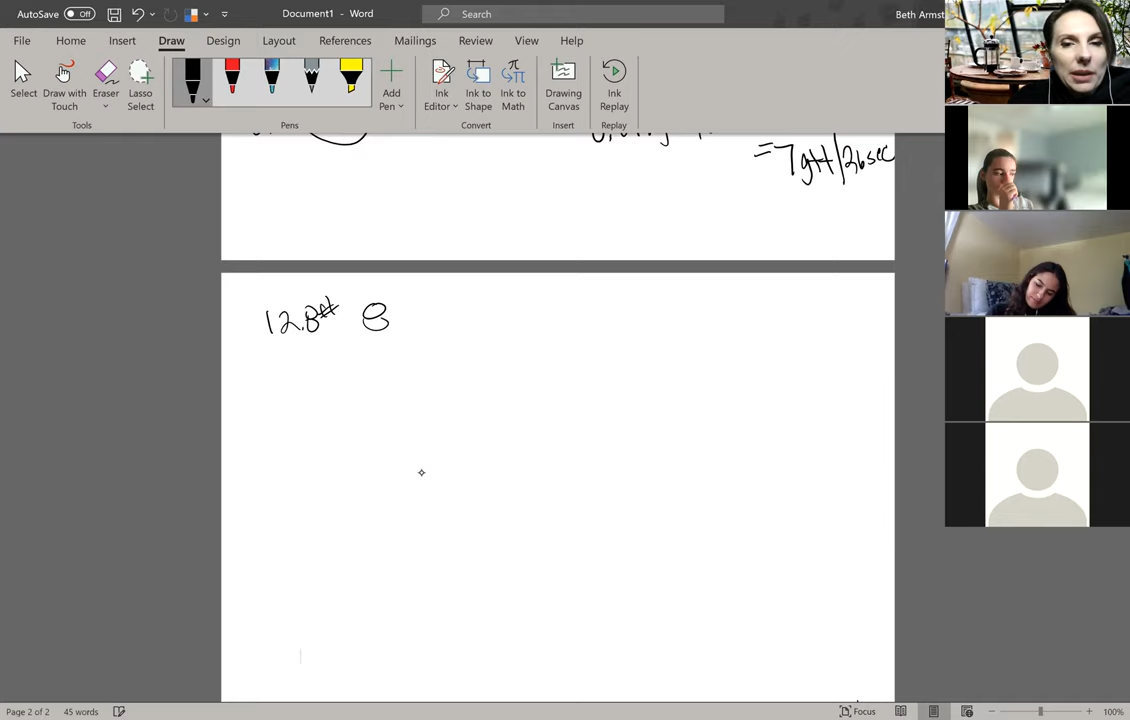 AutoSave Off Document1 - Word Search Beth Armst
File Home Insert Draw Design Layout References Mailings Review View Help
Select Draw with Touch Eraser Lasso Select Add Pen Ink Editor Ink to Shape Ink to Math Drawing Canvas Ink Replay
Tools Pens Convert Insert Replay
=7gtt/26sec
12.8# 8
Page 2 of 2 45 words Focus 100%